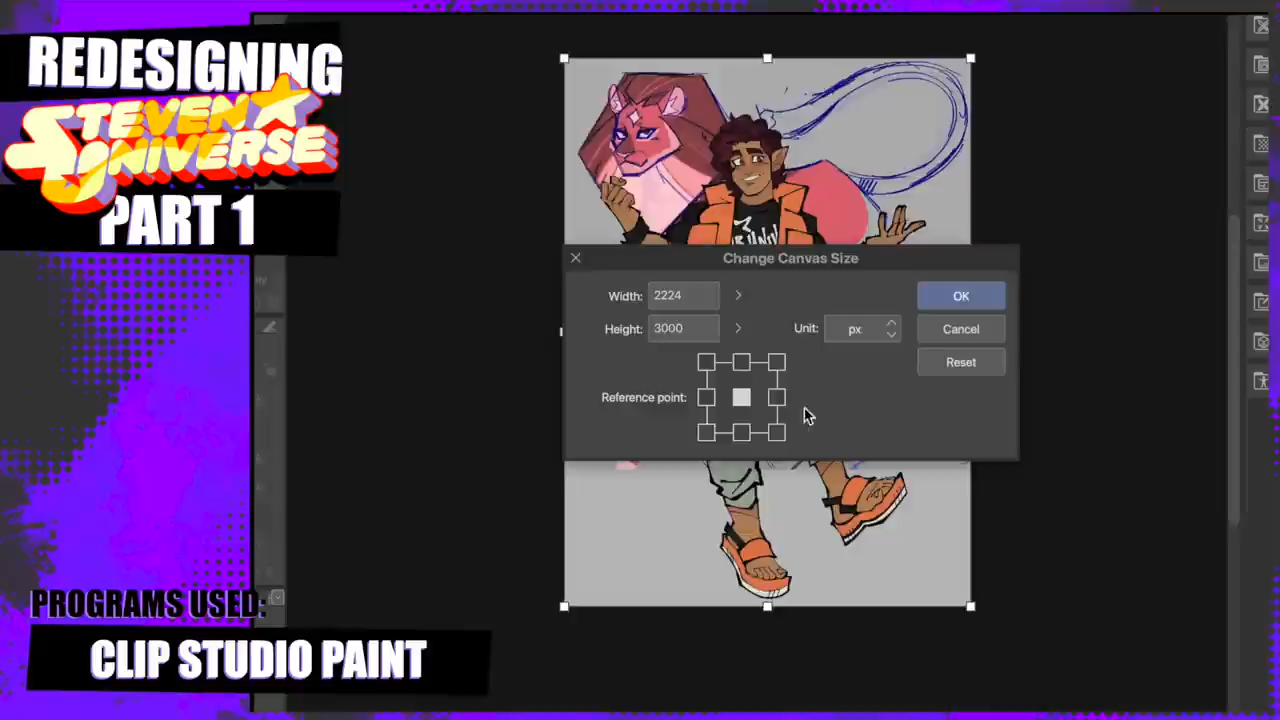 REDESIGNING
STEVEN
UNIVERSE
PART 1
Change Canvas Size
Width: 2224
OK
Height: 3000
Unit: px
Cancel
Reset
Reference point:
PROGRAMS USED:
CLIP STUDIO PAINT